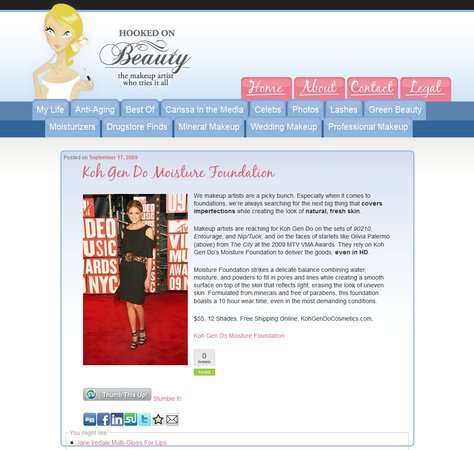 HOOKED ON
Beauty
the makeup artist
who tries it all
Home About Contact Legal
My Life Anti-Aging Best Of Carissa in the Media Celebs Photos Lashes Green Beauty
Moisturizers Drugstore Finds Mineral Makeup Wedding Makeup Professional Makeup
Posted on September 17, 2009
Koh Gen Do Moisture Foundation
We makeup artists are a picky bunch. Especially when it comes to
foundations, we're always searching for the next big thing that covers
imperfections while creating the look of natural, fresh skin.
Makeup artists are reaching for Koh Gen Do on the sets of 90210,
Entourage, and Nip/Tuck, and on the faces of starlets like Olivia Palermo
(above) from The City at the 2009 MTV VMA Awards. They rely on Koh
Gen Do's Moisture Foundation to deliver the goods, even in HD.
Moisture Foundation strikes a delicate balance combining water,
moisture, and powders to fill in pores and lines while creating a smooth
surface on top of the skin that reflects light, erasing the look of uneven
skin. Formulated from minerals and free of parabens, this foundation
boasts a 10 hour wear time, even in the most demanding conditions.
$55, 12 Shades, Free Shipping Online, KohGenDoCosmetics.com,
Koh Gen Do Moisture Foundation
0
tweets
tweet
Thumb This Up! Stumble It!
digg
You might like
Jane Iredale Multi-Gloss For Lips